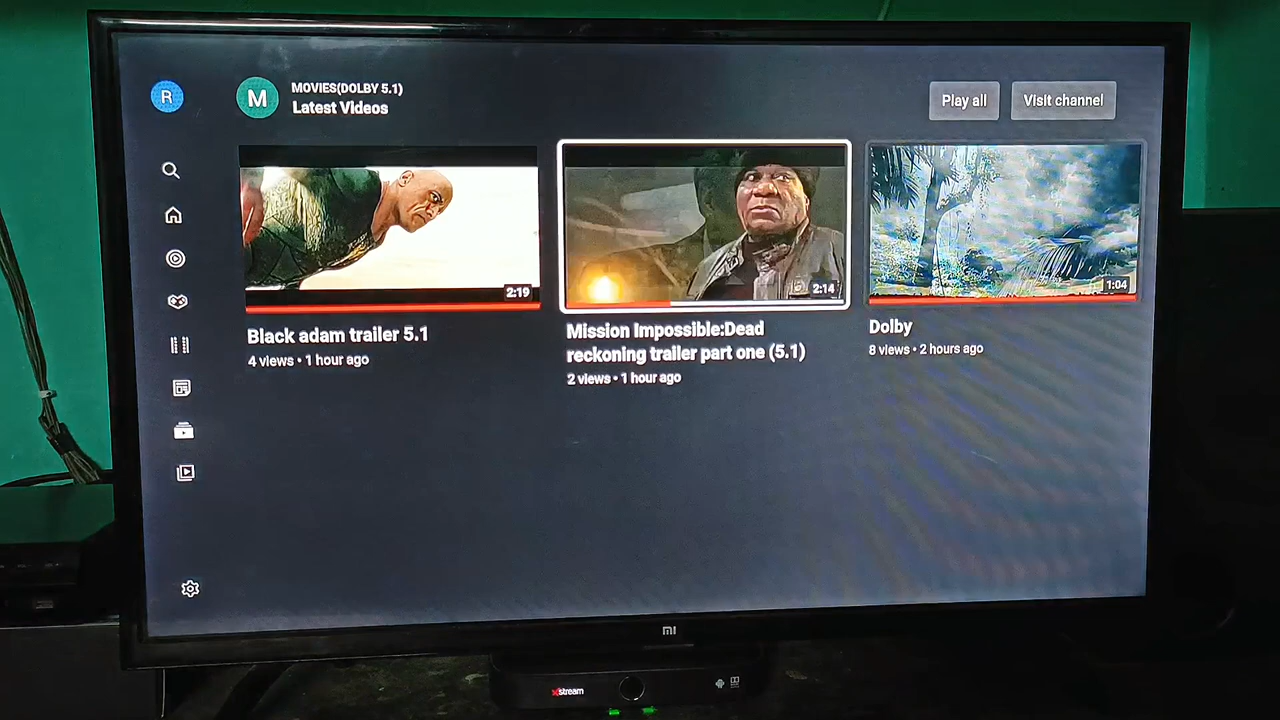 R
M
MOVIES(DOLBY 5.1)
Latest Videos
Play all
Visit channel
2:19
2:14
1:04
Black adam trailer 5.1
4 views • 1 hour ago
Mission Impossible:Dead
reckoning trailer part one (5.1)
2 views • 1 hour ago
Dolby
8 views • 2 hours ago
mi
xstream